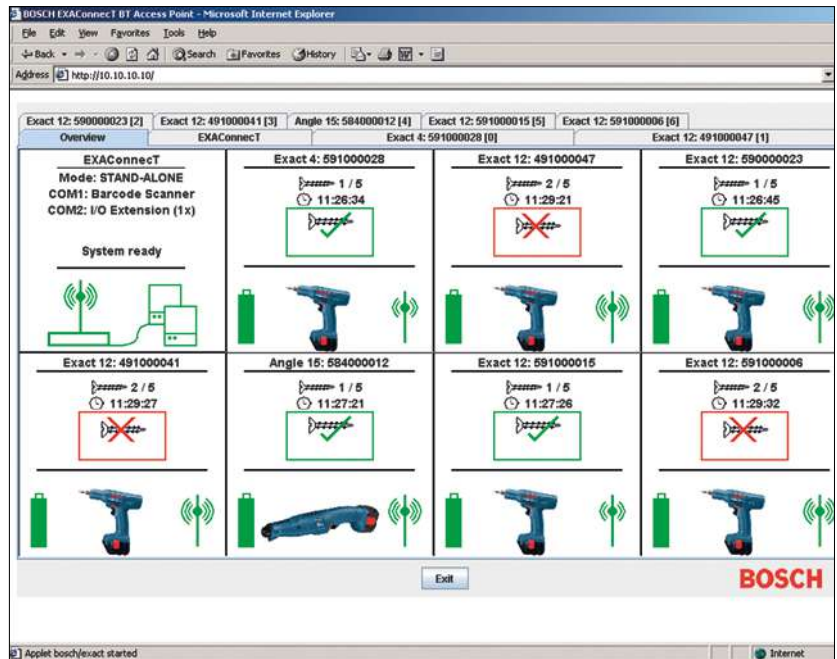 BOSCH EXAConnecT BT Access Point - Microsoft Internet Explorer
File Edit View Favorites Tools Help
Back Search Favorites History
Address http://10.10.10.10/
Exact 12: 590000023 [2] Exact 12: 491000041 [3] Angle 15: 584000012 [4] Exact 12: 591000015 [5] Exact 12: 591000006 [6]
Overview EXAConnecT Exact 4: 591000028 [0] Exact 12: 491000047 [1]
EXAConnecT
Mode: STAND-ALONE
COM1: Barcode Scanner
COM2: I/O Extension (1x)
System ready
Exact 4: 591000028
1 / 5
11:26:34
Exact 12: 491000047
2 / 5
11:29:21
Exact 12: 590000023
1 / 5
11:26:45
Exact 12: 491000041
2 / 5
11:29:27
Angle 15: 584000012
1 / 5
11:27:21
Exact 12: 591000015
1 / 5
11:27:26
Exact 12: 591000006
2 / 5
11:29:32
Exit
BOSCH
Applet bosch/exact started Internet